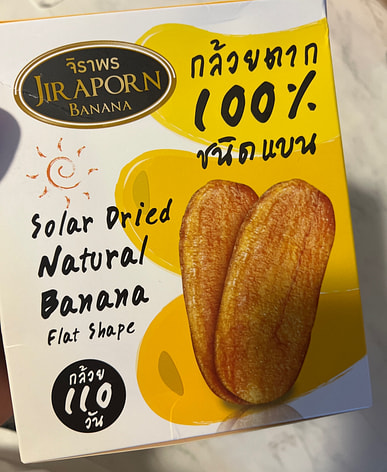 จิราพร
JIRAPORN
BANANA
กล้วยตาก
100%
ชนิดแบน
Solar Dried
Natural
Banana
Flat Shape
กล้วย
110
วัน